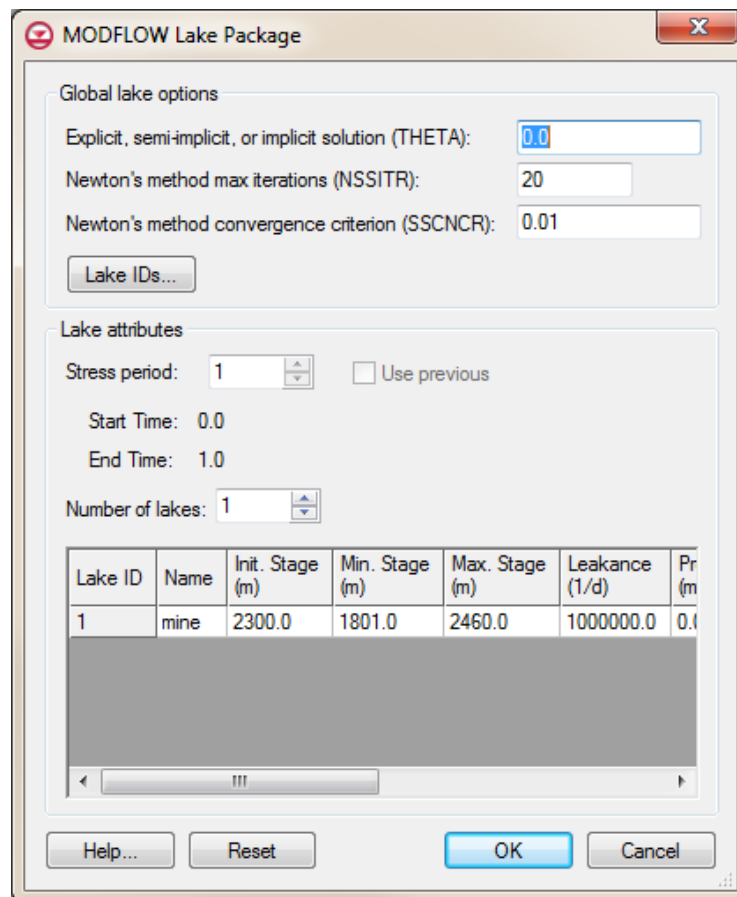 MODFLOW Lake Package
Global lake options
Explicit, semi-implicit, or implicit solution (THETA): 0.0
Newton's method max iterations (NSSITR): 20
Newton's method convergence criterion (SSCNCR): 0.01
Lake IDs...
Lake attributes
Stress period: 1 Use previous
Start Time: 0.0
End Time: 1.0
Number of lakes: 1
Lake ID Name Init. Stage (m) Min. Stage (m) Max. Stage (m) Leakance (1/d)
1 mine 2300.0 1801.0 2460.0 1000000.0
Help... Reset OK Cancel